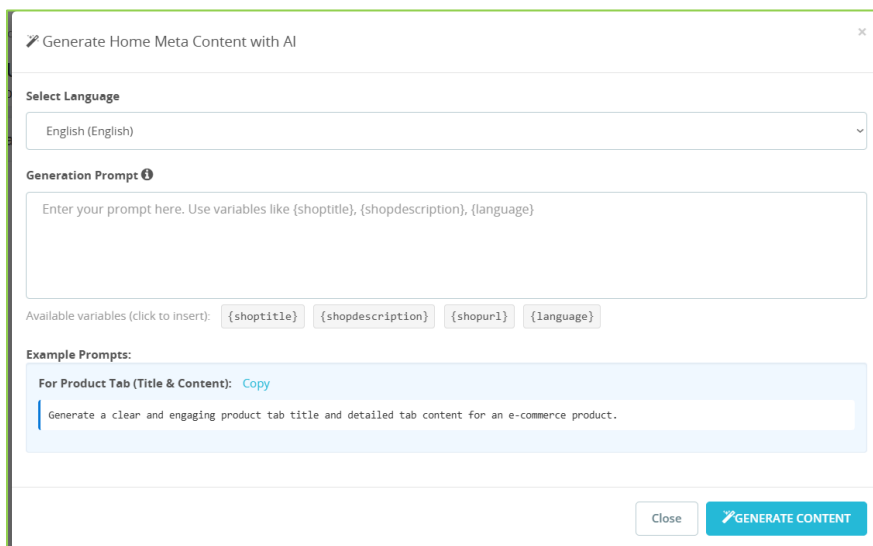 Generate Home Meta Content with AI
×
Select Language
English (English)
Generation Prompt
Enter your prompt here. Use variables like {shoptitle}, {shopdescription}, {language}
Available variables (click to insert): {shoptitle} {shopdescription} {shopurl} {language}
Example Prompts:
For Product Tab (Title & Content): Copy
Generate a clear and engaging product tab title and detailed tab content for an e-commerce product.
Close GENERATE CONTENT